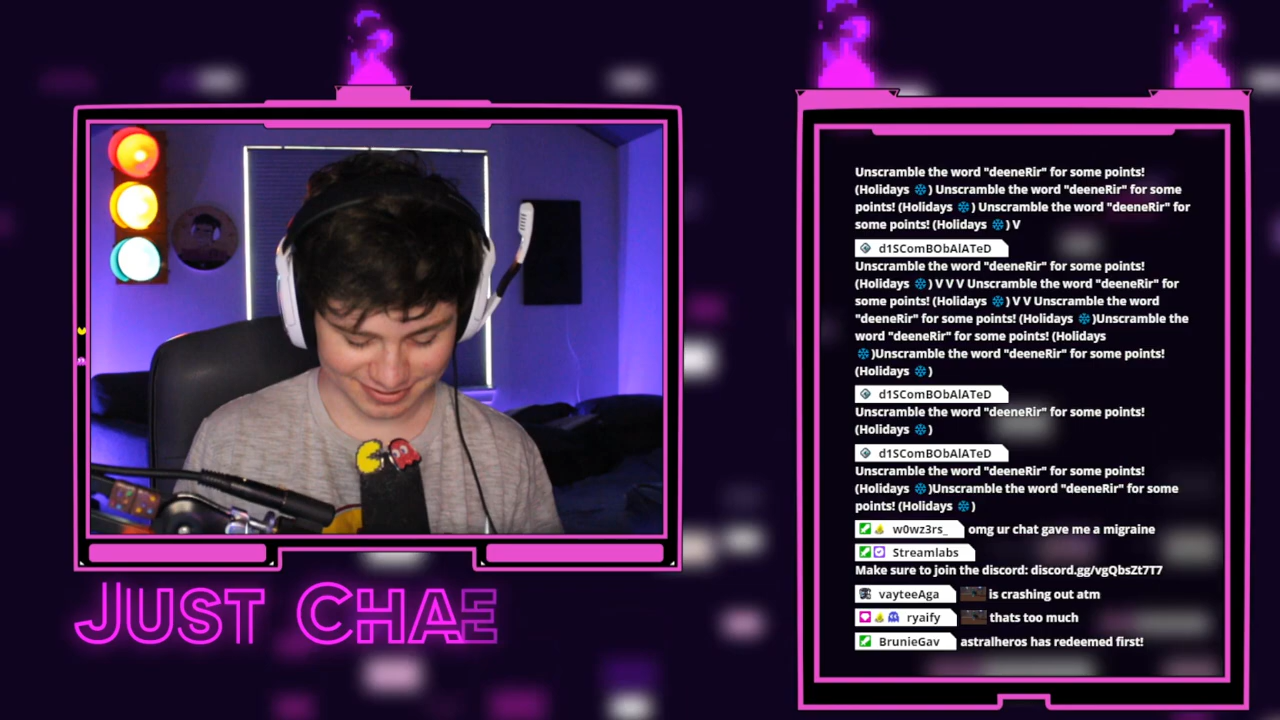 Unscramble the word "deeneRir" for some points!
(Holidays ❄) Unscramble the word "deeneRir" for some
points! (Holidays ❄) Unscramble the word "deeneRir" for
some points! (Holidays ❄) V
d1SComBObAlATeD
Unscramble the word "deeneRir" for some points!
(Holidays ❄) V V V Unscramble the word "deeneRir" for
some points! (Holidays ❄) V V Unscramble the word
"deeneRir" for some points! (Holidays ❄)Unscramble the
word "deeneRir" for some points! (Holidays
❄)Unscramble the word "deeneRir" for some points!
(Holidays ❄)
d1SComBObAlATeD
Unscramble the word "deeneRir" for some points!
(Holidays ❄)
d1SComBObAlATeD
Unscramble the word "deeneRir" for some points!
(Holidays ❄)Unscramble the word "deeneRir" for some
points! (Holidays ❄)
w0wz3rs_ omg ur chat gave me a migraine
Streamlabs
Make sure to join the discord: discord.gg/vgQbsZt7T7
vayteeAga is crashing out atm
ryaify thats too much
BrunieGav astralheros has redeemed first!
JUST CHAE